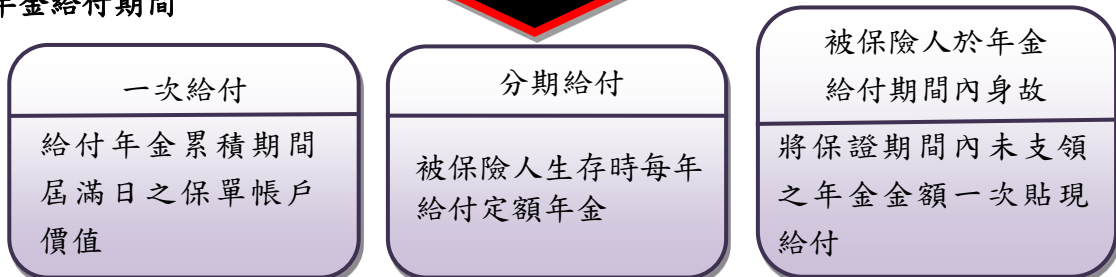 年金給付期間
一次給付
給付年金累積期間
屆滿日之保單帳戶
價值
分期給付
被保險人生存時每年
給付定額年金
被保險人於年金
給付期間內身故
將保證期間內未支領
之年金金額一次貼現
給付